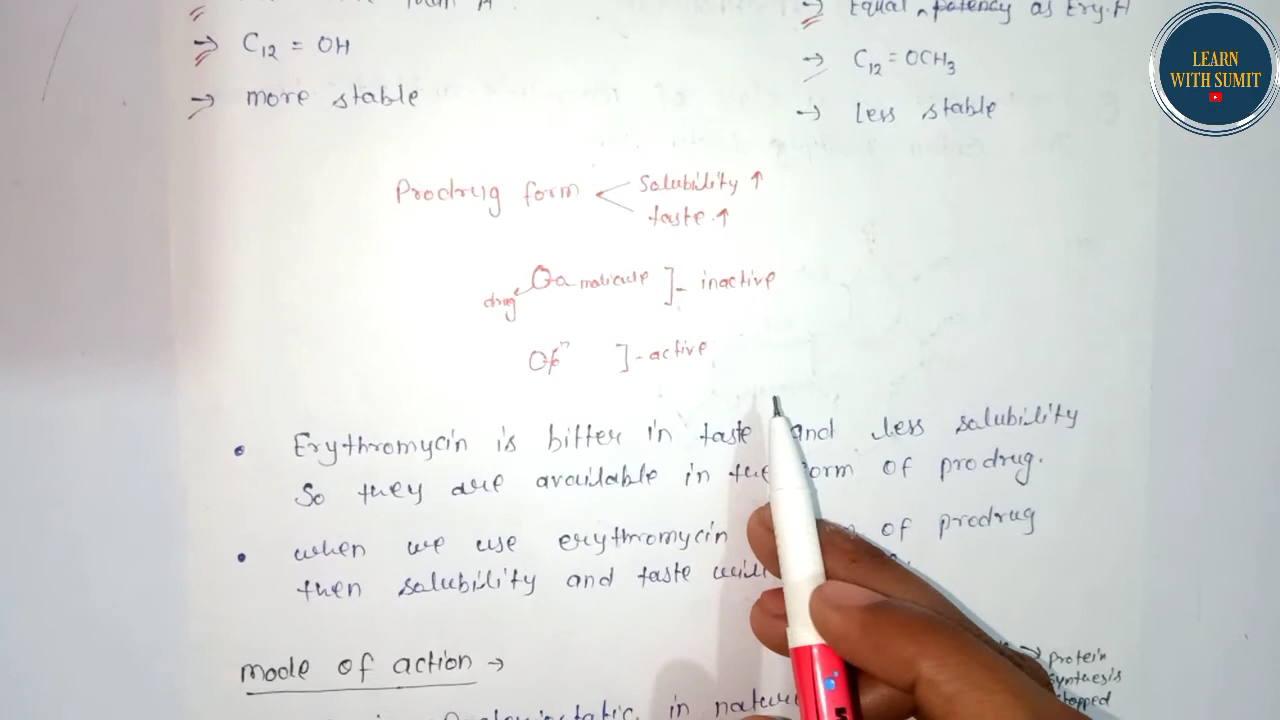 → C12 = OH
→ more stable
→ Equal potency as Ery. A
→ C12 = OCH3
→ Less stable
LEARN
WITH SUMIT
Prodrug form
Solubility ↑
taste ↑
drug
molicule ]- inactive
]- active
• Erythromycin is bitter in taste and less solubility
So they are available in the form of prodrug.
• when we use erythromycin of prodrug
then solubility and taste will
mode of action →
in nature
→ Protein
synthesis
stopped